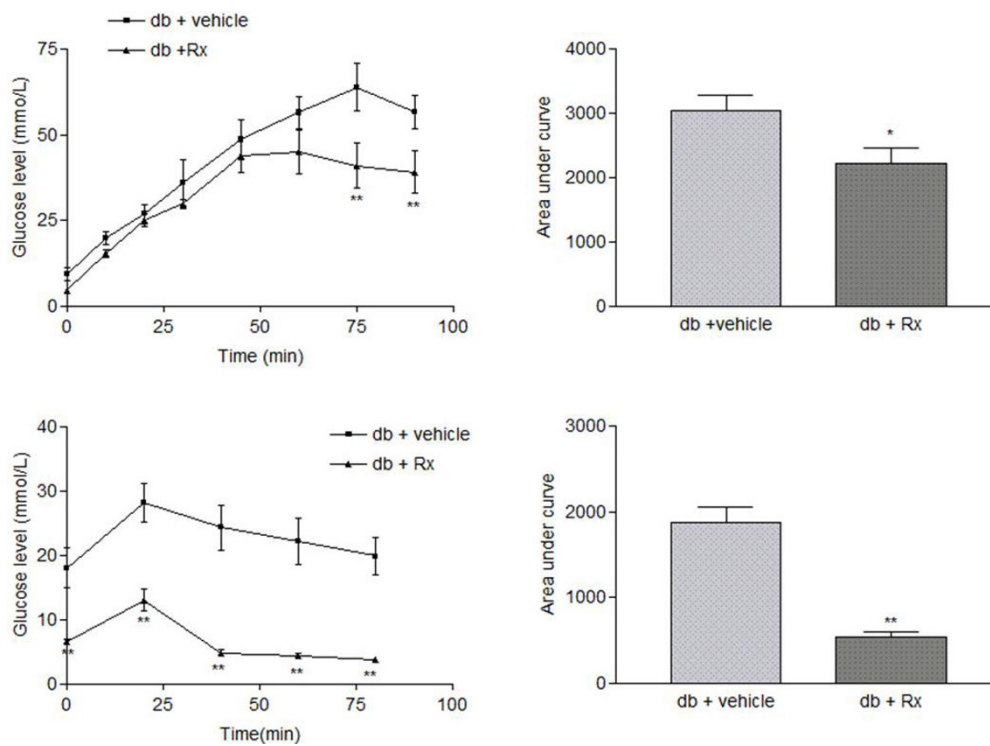 db + vehicle
db +Rx
75
50
25
0
Glucose level (mmo/L)
0
25
50
75
100
Time (min)
**
**
4000
3000
2000
1000
0
Area under curve
*
db +vehicle
db + Rx
40
30
20
10
0
Glucose level (mmol/L)
db + vehicle
db + Rx
**
**
**
**
**
0
25
50
75
100
Time(min)
3000
2000
1000
0
Area under curve
**
db + vehicle
db + Rx